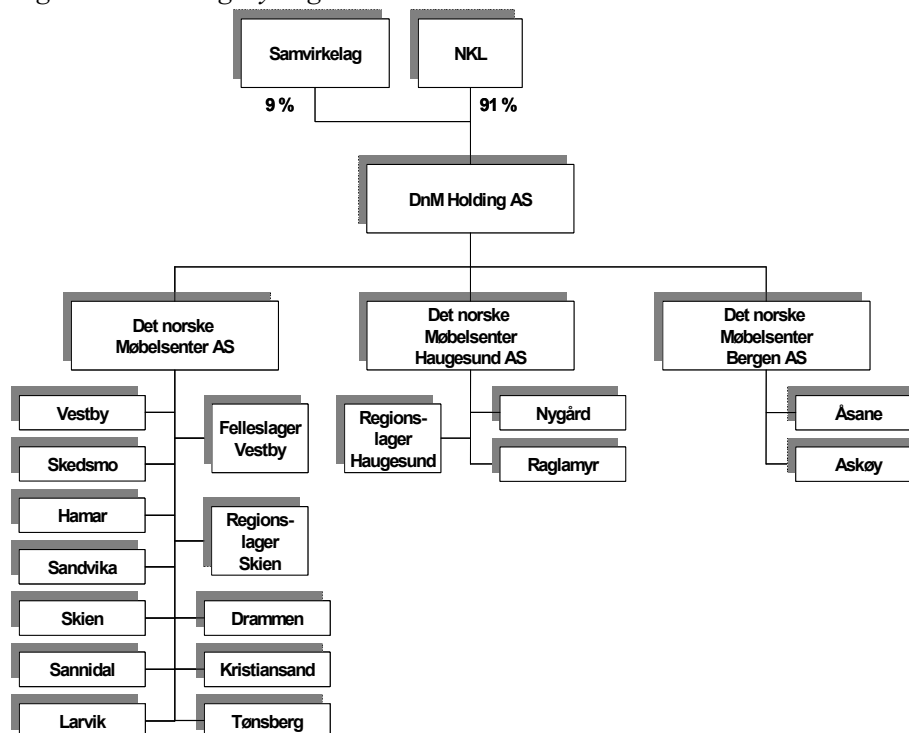 Samvirkelag
NKL
9 %
91 %
DnM Holding AS
Det norske
Møbelsenter AS
Det norske
Møbelsenter
Haugesund AS
Det norske
Møbelsenter
Bergen AS
Vestby
Felleslager
Vestby
Skedsmo
Hamar
Regions-
lager
Skien
Sandvika
Skien
Drammen
Sannidal
Kristiansand
Larvik
Tønsberg
Regions-
lager
Haugesund
Nygård
Raglamyr
Åsane
Askøy